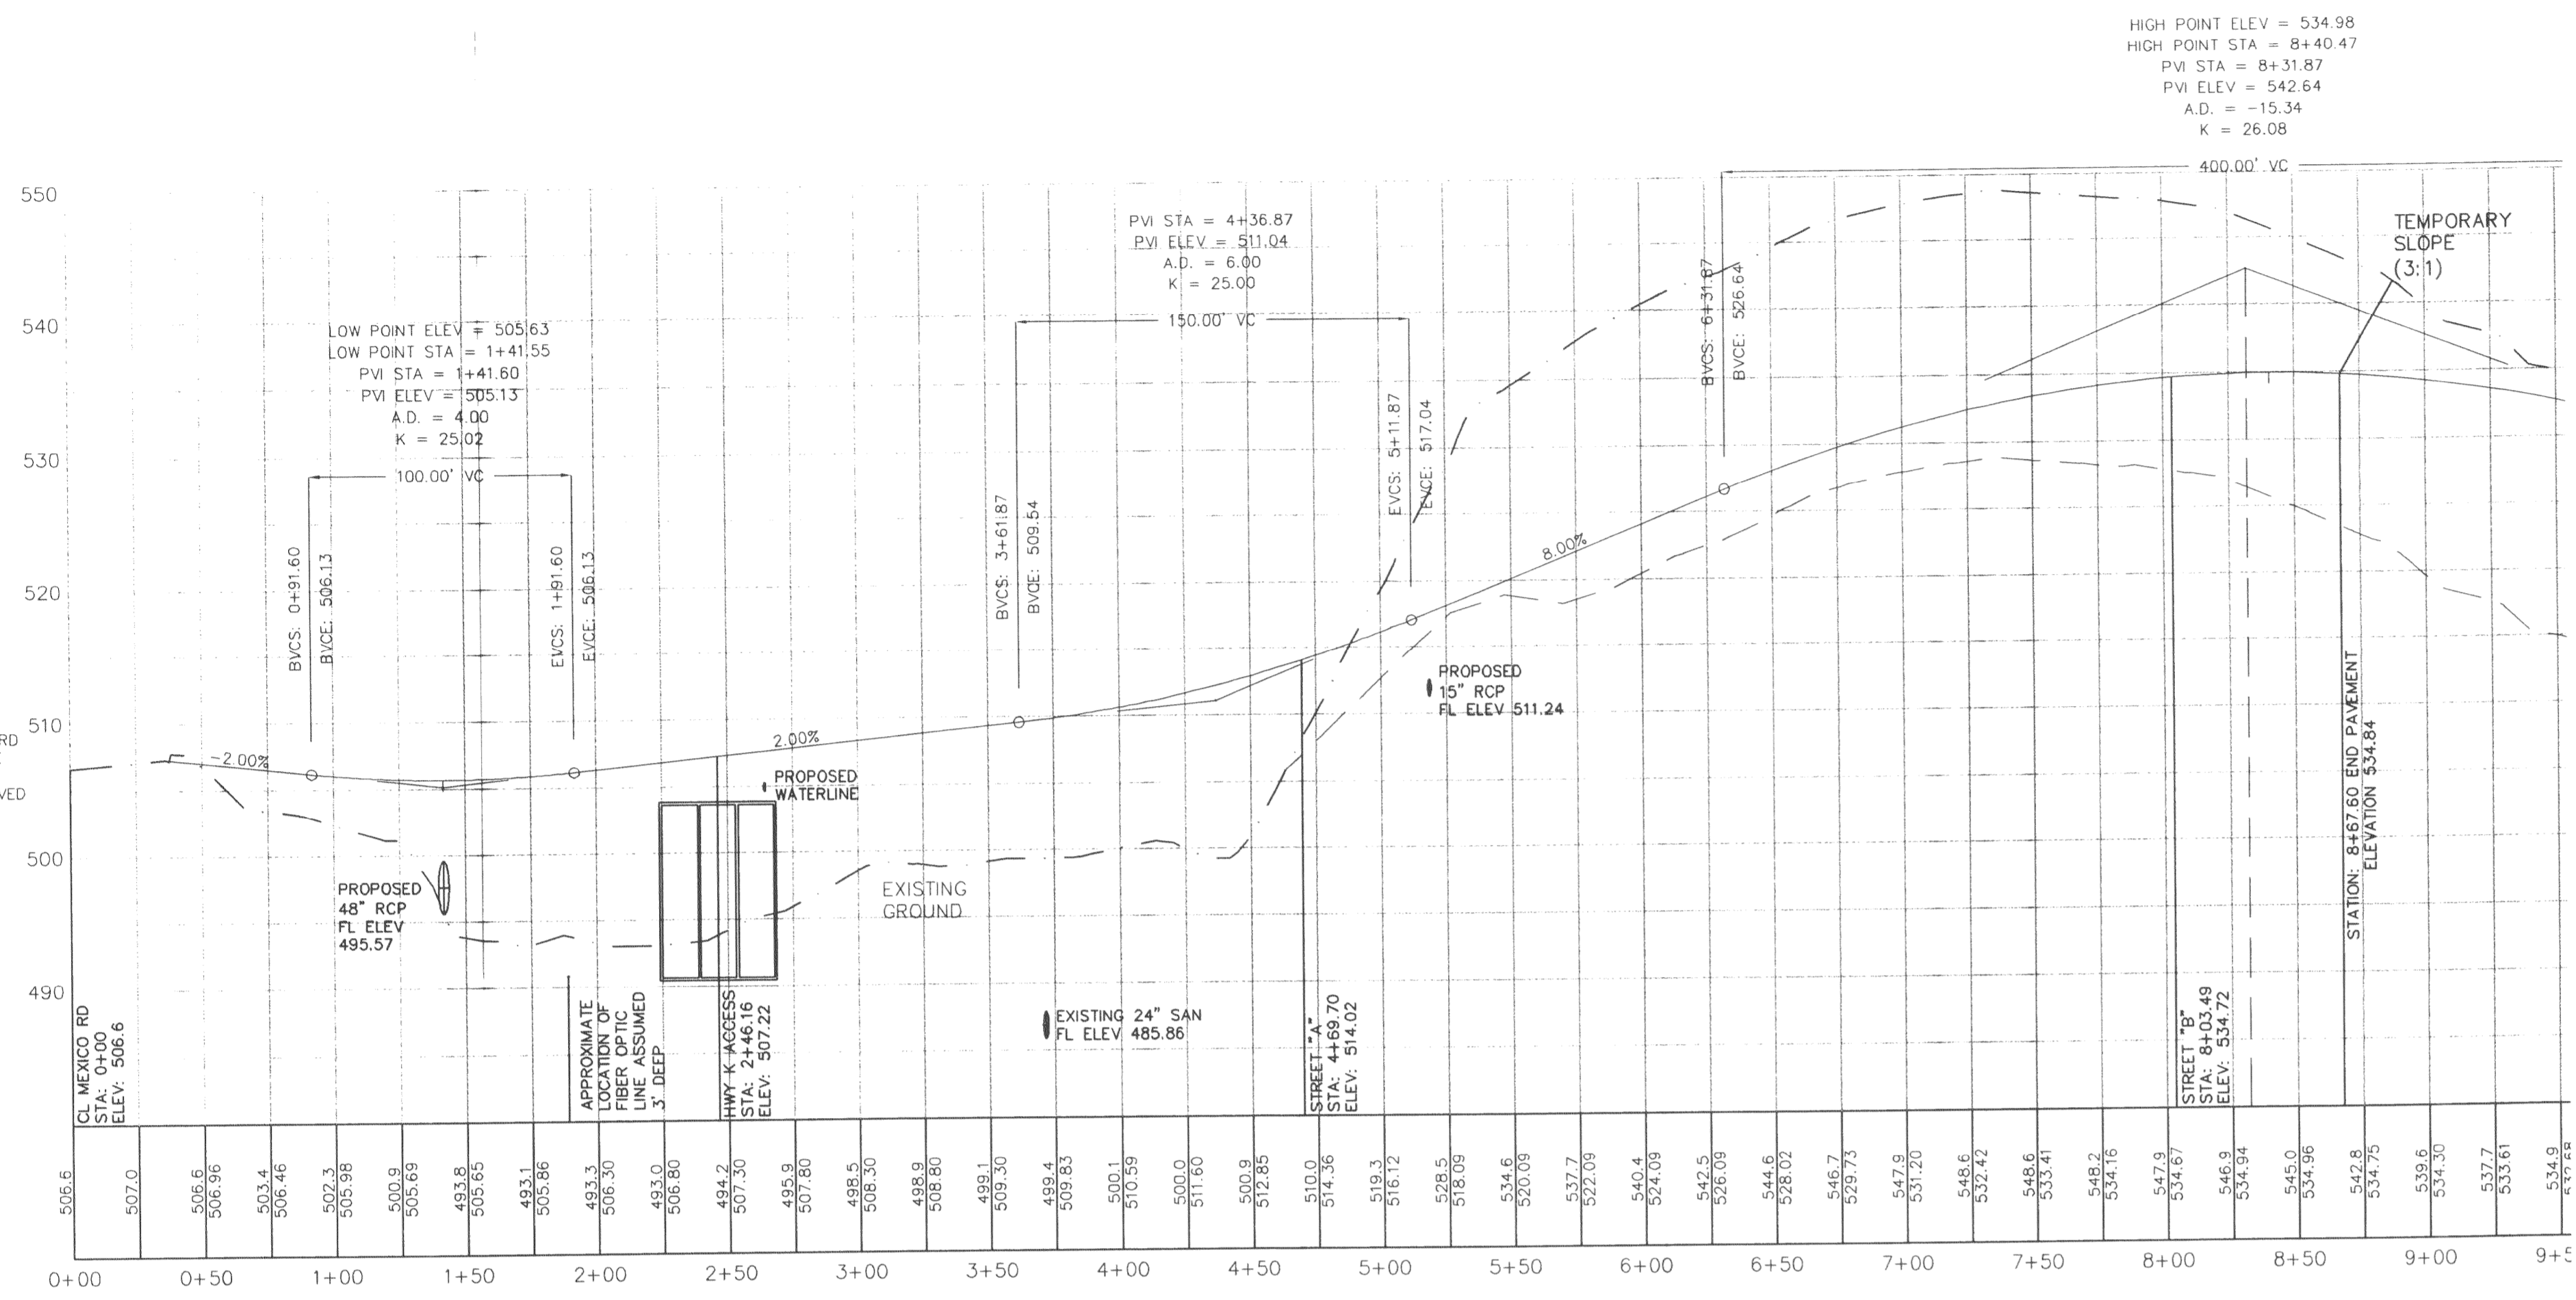 HIGH POINT ELEV = 534.98
HIGH POINT STA = 8+40.47
PVI STA = 8+31.87
PVI ELEV = 542.64
A.D. = -15.34
K = 26.08
400.00' VC
PVI STA = 4+36.87
PVI ELEV = 511.04
A.D. = 6.00
K = 25.00
150.00' VC
LOW POINT ELEV = 505.63
LOW POINT STA = 1+41.55
PVI STA = 1+41.60
PVI ELEV = 505.13
A.D. = 4.00
K = 25.02
100.00' VC
550
540
530
520
510
500
490
RD
VED
TEMPORARY
SLOPE
(3:1)
BVCS: 0+91.60
BVCE: 506.13
EVCS: 1+91.60
EVCE: 506.13
BVCS: 3+61.87
BVCE: 509.54
EVCS: 5+11.87
EVCE: 517.04
BVCS: 6+31.87
BVCE: 526.64
-2.00%
2.00%
8.00%
PROPOSED
WATERLINE
PROPOSED
15" RCP
FL ELEV 511.24
PROPOSED
48" RCP
FL ELEV
495.57
EXISTING
GROUND
EXISTING 24" SAN
FL ELEV 485.86
CL MEXICO RD
STA: 0+00
ELEV: 506.6
APPROXIMATE
LOCATION OF
FIBER OPTIC
LINE ASSUMED
3' DEEP
HWY K ACCESS
STA: 2+46.16
ELEV: 507.22
STREET "A"
STA: 4+69.70
ELEV: 514.02
STREET "B"
STA: 8+03.49
ELEV: 534.72
STATION: 8+67.60 END PAVEMENT
ELEVATION 534.84
506.6
507.0
506.6
506.96
503.4
506.46
502.3
505.98
500.9
505.69
493.8
505.65
493.1
505.86
493.3
506.30
493.0
506.80
494.2
507.30
495.9
507.80
498.5
508.30
498.9
508.80
499.1
509.30
499.4
509.83
500.1
510.59
500.0
511.60
500.9
512.85
510.0
514.36
519.3
516.12
528.5
518.09
534.6
520.09
537.7
522.09
540.4
524.09
542.5
526.09
544.6
528.02
546.7
529.73
547.9
531.20
548.6
532.42
548.6
533.41
548.2
534.16
547.9
534.67
546.9
534.94
545.0
534.96
542.8
534.75
539.6
534.30
537.7
533.61
534.9
0+00
0+50
1+00
1+50
2+00
2+50
3+00
3+50
4+00
4+50
5+00
5+50
6+00
6+50
7+00
7+50
8+00
8+50
9+00